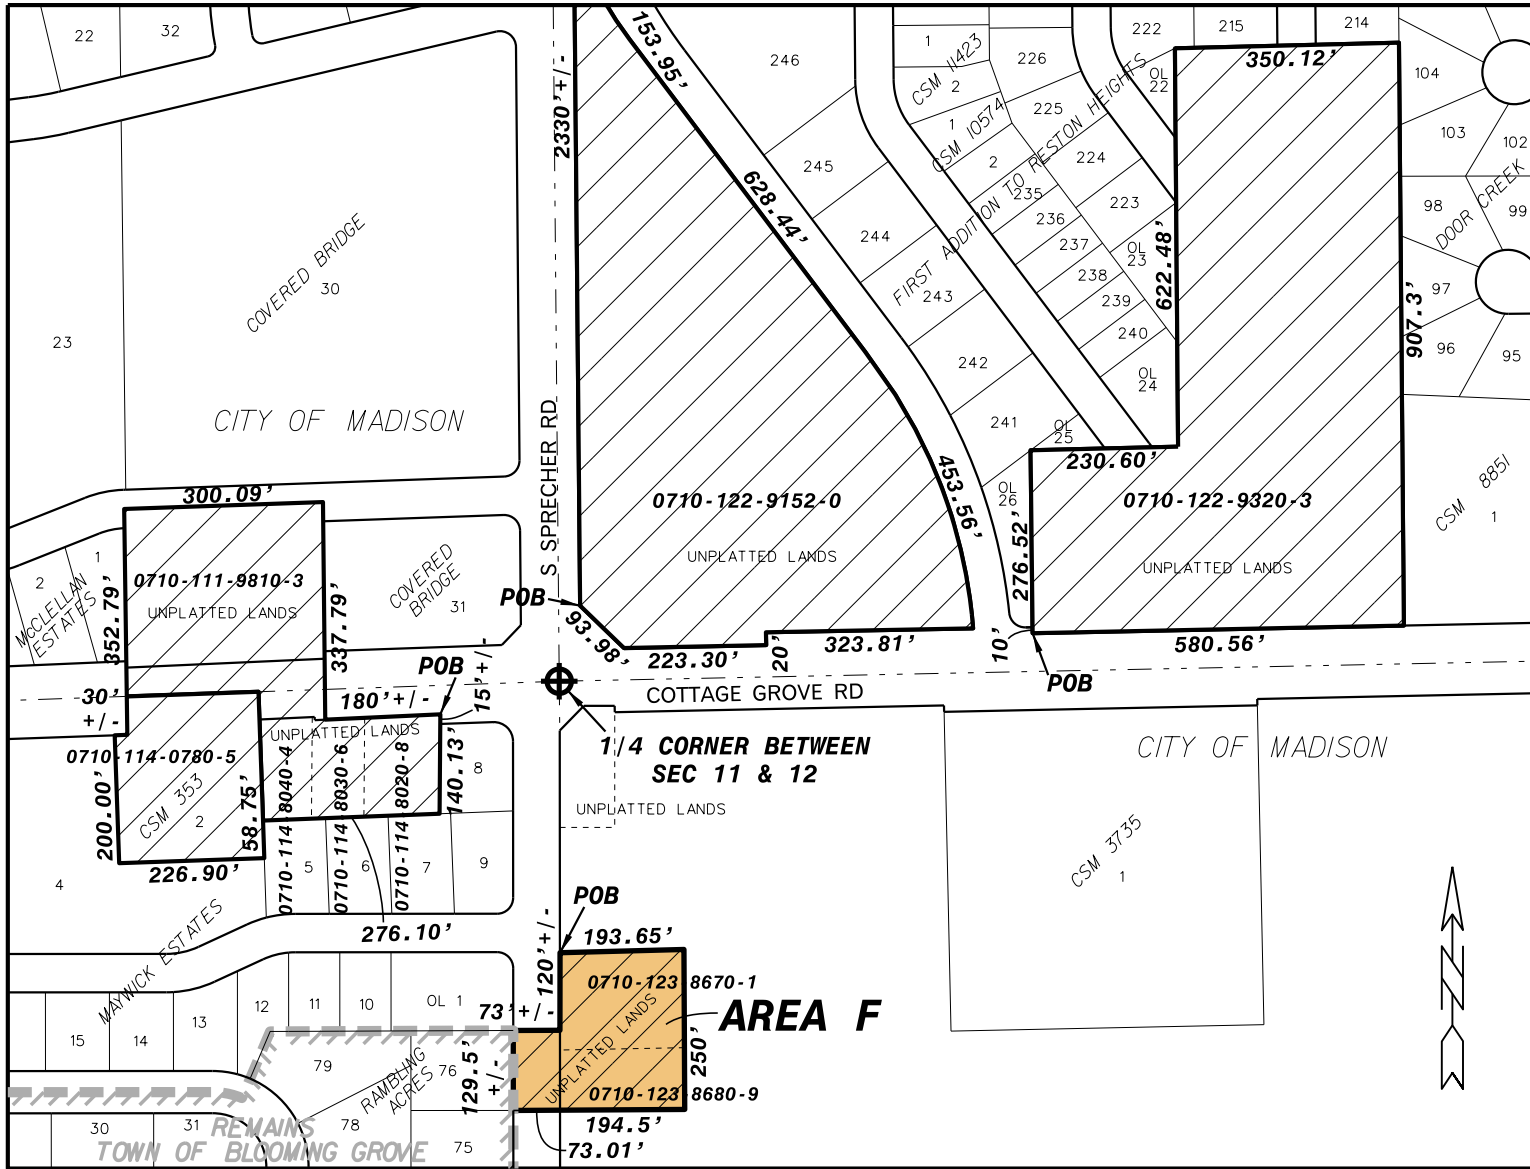 22
32
153.95'
246
1
CSM 11423
2
226
222
215
214
350.12'
OL
22
104
2330'+/-
1
CSM 10574
225
2
224
103
102
245
235
223
98
99
DOOR CREEK
COVERED BRIDGE
30
628.44'
244
236
237
OL
23
622.48'
FIRST ADDITION TO RESTON HEIGHTS
243
238
239
97
907.3'
23
240
96
95
242
OL
24
CITY OF MADISON
S SPRECHER RD
241
OL
25
230.60'
300.09'
453.56'
0710-122-9152-0
OL
26
0710-122-9320-3
CSM 8851
1
276.52'
UNPLATTED LANDS
UNPLATTED LANDS
1
2
McCLELLAN
ESTATES
352.79'
0710-111-9810-3
UNPLATTED LANDS
337.79'
COVERED
BRIDGE
31
POB
93.98'
223.30'
20'
323.81'
10'
580.56'
POB
30'
+/-
180'+/-
POB
15'+/-
COTTAGE GROVE RD
UNPLATTED LANDS
0710-114-0780-5
1/4 CORNER BETWEEN
SEC 11 & 12
CITY OF MADISON
200.00'
CSM 353
2
58.75'
0710-114-8040-4
0710-114-8030-6
0710-114-8020-8
140.13'
8
UNPLATTED LANDS
226.90'
4
5
6
7
9
CSM 3735
1
276.10'
POB
193.65'
120'+/-
MAYWICK ESTATES
12
11
10
OL 1
73'+/-
0710-123-8670-1
AREA F
15
14
13
79
RAMBLING
ACRES
76
129.5'
+/-
UNPLATTED LANDS
250'
0710-123-8680-9
N
30
31
78
75
194.5'
73.01'
REMAINS
TOWN OF BLOOMING GROVE